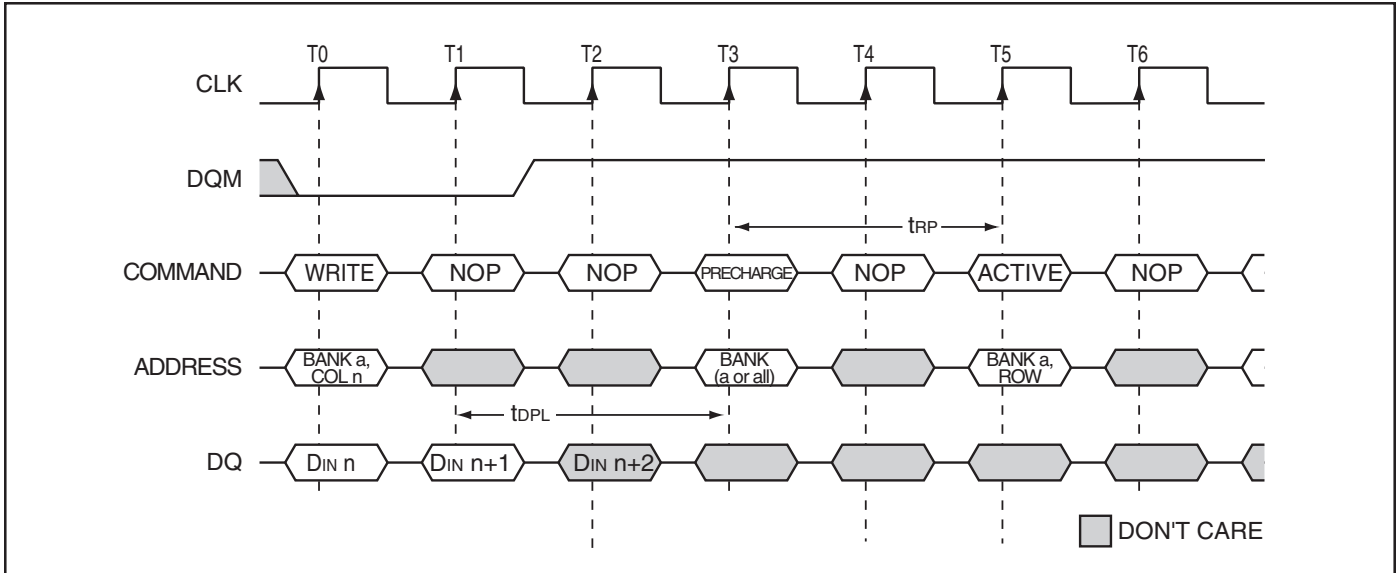 T0 T1 T2 T3 T4 T5 T6
CLK
DQM
tRP
COMMAND WRITE NOP NOP PRECHARGE NOP ACTIVE NOP
ADDRESS BANK a, COL n BANK (a or all) BANK a, ROW
tDPL
DQ DIN n DIN n+1 DIN n+2
DON'T CARE